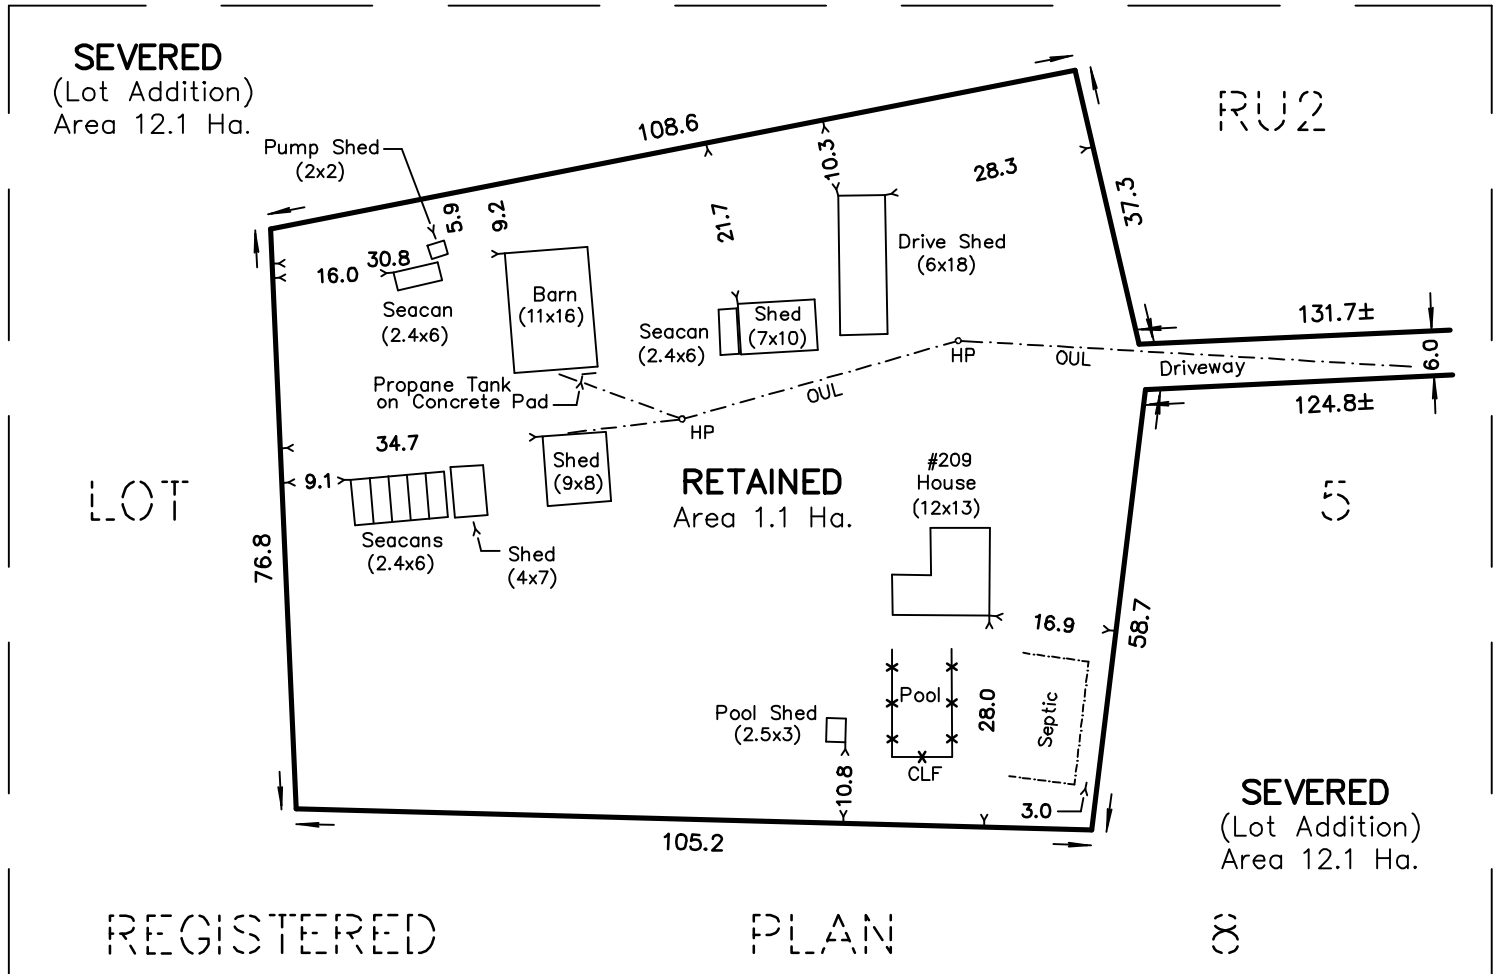 SEVERED
(Lot Addition)
Area 12.1 Ha.
RU2
108.6
Pump Shed
(2x2)
5.9
9.2
21.7
10.3
28.3
37.3
30.8
16.0
Seacan
(2.4x6)
Barn
(11x16)
Seacan
(2.4x6)
Shed
(7x10)
Drive Shed
(6x18)
131.7±
6.0
HP
OUL
Driveway
124.8±
Propane Tank
on Concrete Pad
OUL
HP
34.7
9.1
Seacans
(2.4x6)
Shed
(4x7)
Shed
(9x8)
RETAINED
Area 1.1 Ha.
#209
House
(12x13)
LOT
5
76.8
16.9
58.7
Pool
28.0
Septic
Pool Shed
(2.5x3)
CLF
10.8
3.0
105.2
SEVERED
(Lot Addition)
Area 12.1 Ha.
REGISTERED PLAN 8